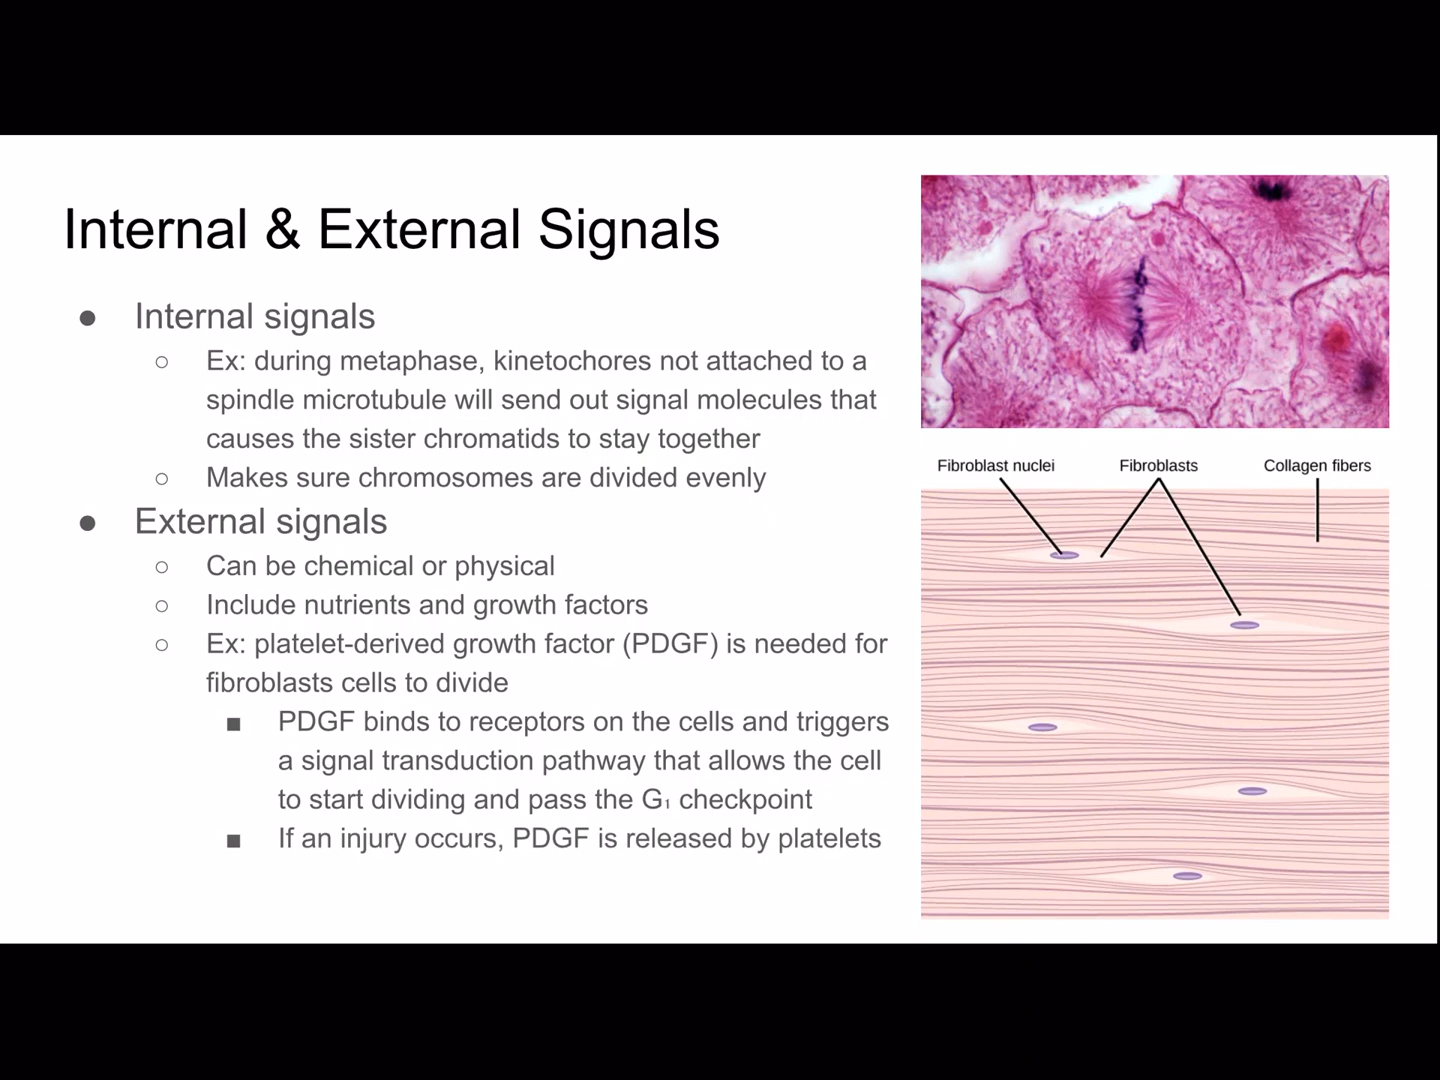 Internal & External Signals
● Internal signals
○ Ex: during metaphase, kinetochores not attached to a
spindle microtubule will send out signal molecules that
causes the sister chromatids to stay together
○ Makes sure chromosomes are divided evenly
● External signals
○ Can be chemical or physical
○ Include nutrients and growth factors
○ Ex: platelet-derived growth factor (PDGF) is needed for
fibroblasts cells to divide
■ PDGF binds to receptors on the cells and triggers
a signal transduction pathway that allows the cell
to start dividing and pass the G₁ checkpoint
■ If an injury occurs, PDGF is released by platelets
Fibroblast nuclei
Fibroblasts
Collagen fibers